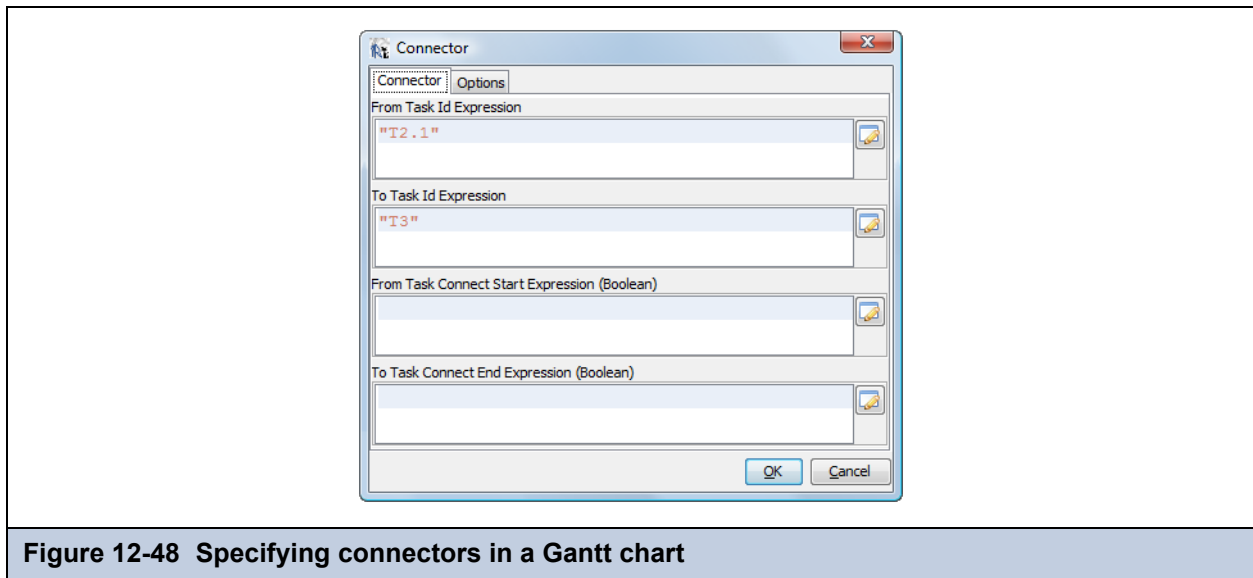 Connector
Connector Options
From Task Id Expression
"T2.1"
To Task Id Expression
"T3"
From Task Connect Start Expression (Boolean)
To Task Connect End Expression (Boolean)
OK Cancel
Figure 12-48 Specifying connectors in a Gantt chart